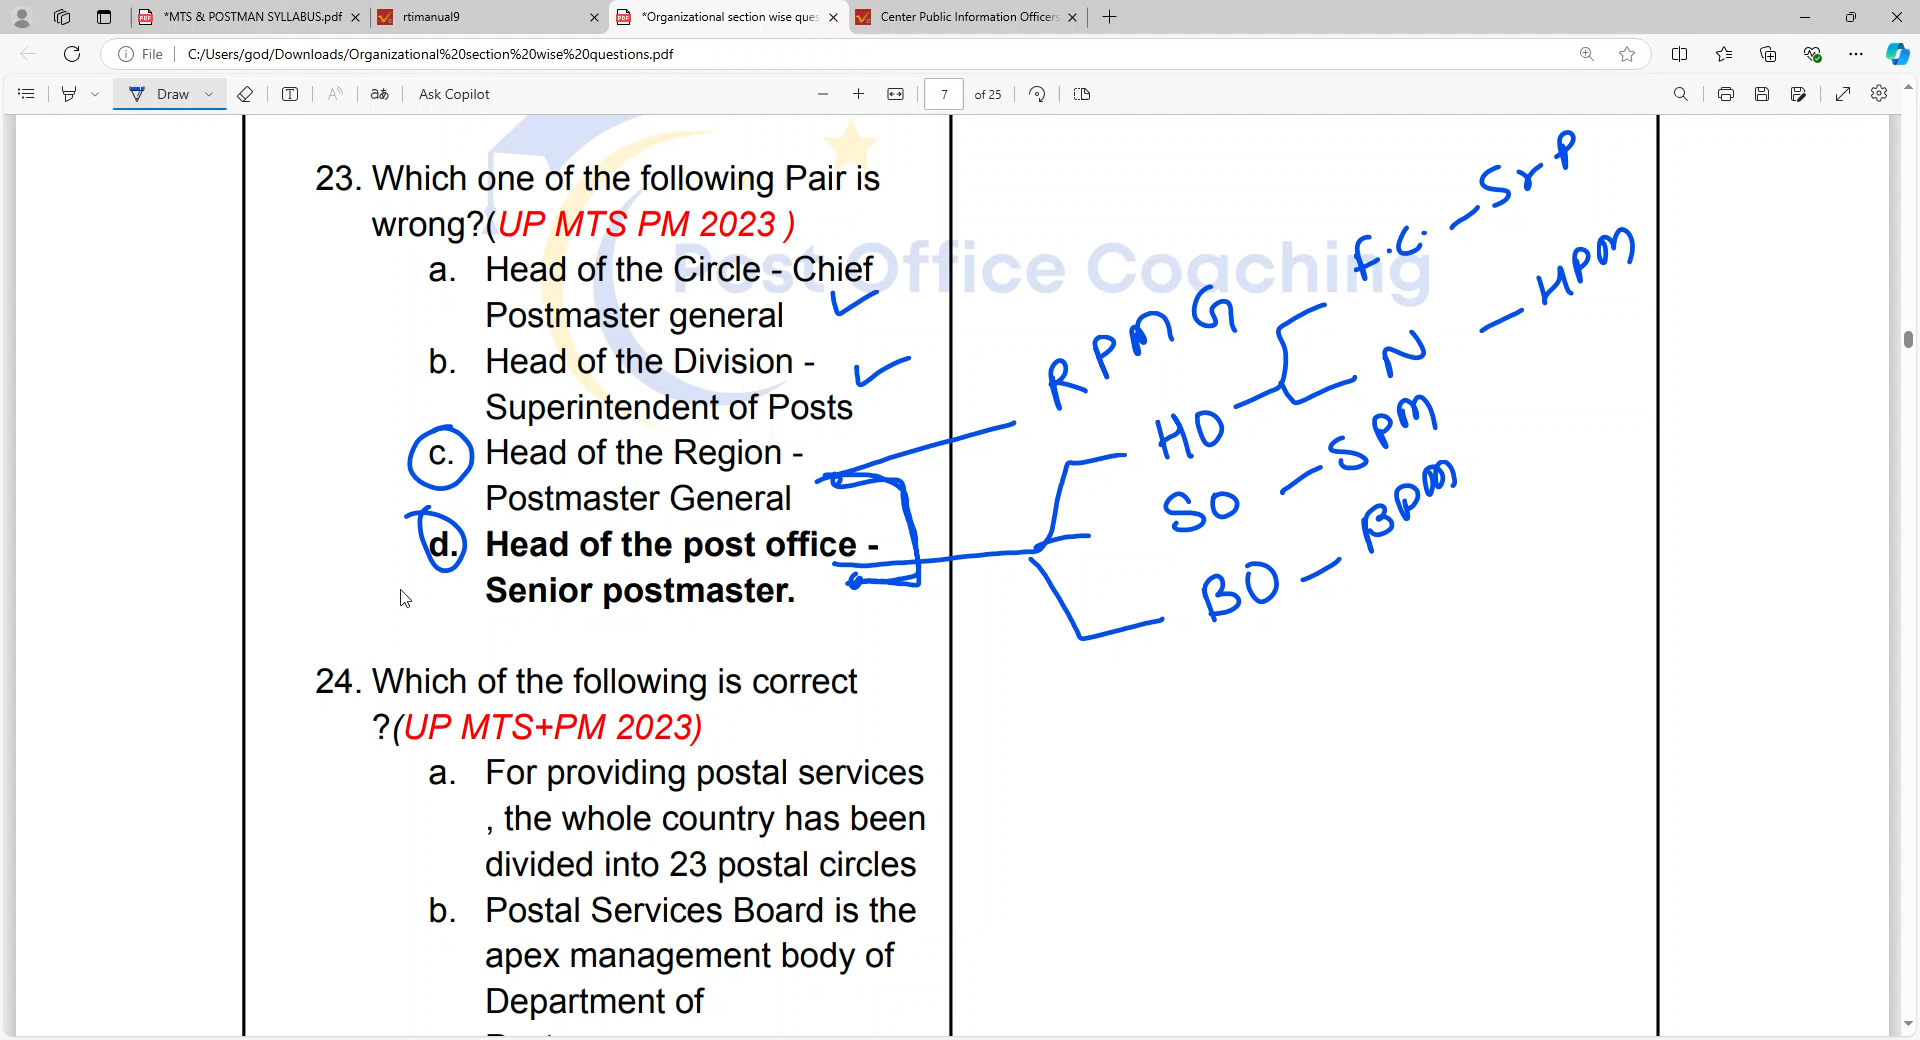 *MTS & POSTMAN SYLLABUS.pdf
rtimanual9
*Organizational section wise ques
Center Public Information Officers
File
C:/Users/god/Downloads/Organizational%20section%20wise%20questions.pdf
Draw
Ask Copilot
7 of 25
Post Office Coaching
23. Which one of the following Pair is
wrong?(UP MTS PM 2023 )
a. Head of the Circle - Chief
Postmaster general
b. Head of the Division -
Superintendent of Posts
c. Head of the Region -
Postmaster General
d. Head of the post office -
Senior postmaster.
24. Which of the following is correct
?(UP MTS+PM 2023)
a. For providing postal services
, the whole country has been
divided into 23 postal circles
b. Postal Services Board is the
apex management body of
Department of
RPMG
F.C. - Sr P
N - HPM
HO
SO - SPM
BO - BPM